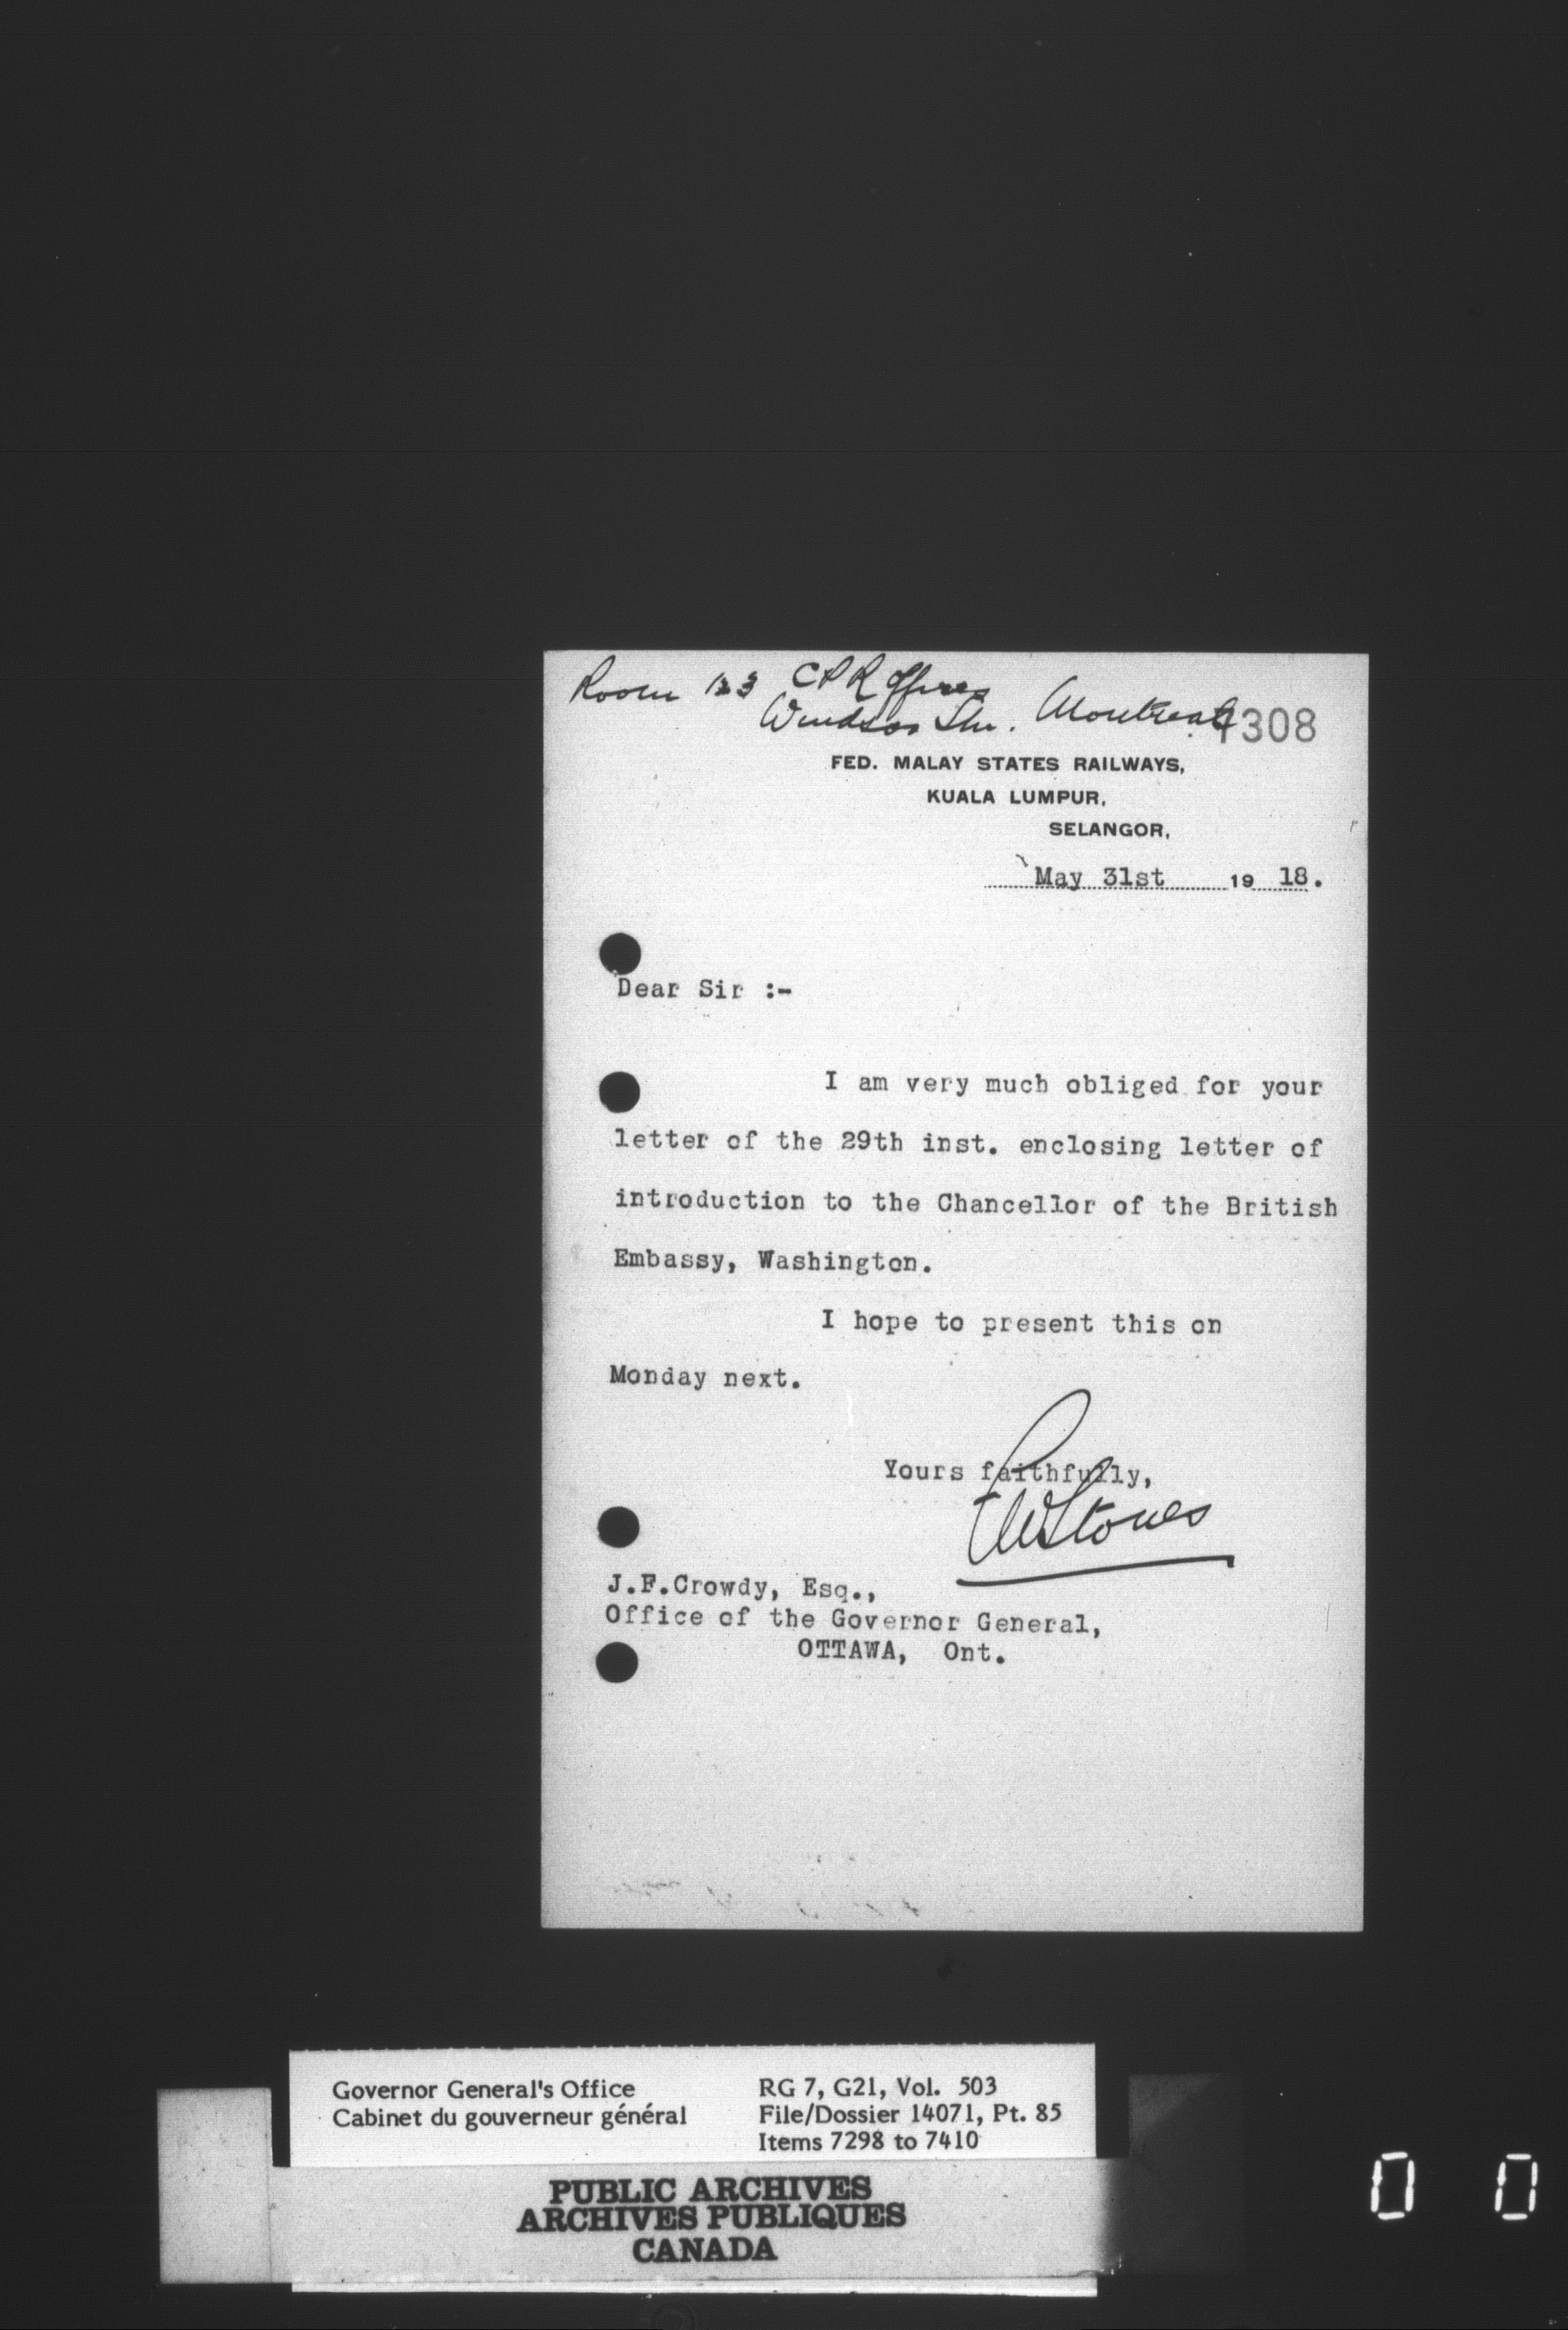 Room 123 C P R Offices
Windsor Stn. Montreal
7308
FED. MALAY STATES RAILWAYS,
KUALA LUMPUR,
SELANGOR,
May 31st 19 18.
Dear Sir :-
I am very much obliged for your
letter of the 29th inst. enclosing letter of
introduction to the Chancellor of the British
Embassy, Washington.
I hope to present this on
Monday next.
Yours faithfully,
J.F.Crowdy, Esq.,
Office of the Governor General,
OTTAWA, Ont.
Governor General's Office
Cabinet du gouverneur général
RG 7, G21, Vol. 503
File/Dossier 14071, Pt. 85
Items 7298 to 7410
PUBLIC ARCHIVES
ARCHIVES PUBLIQUES
CANADA
0 0